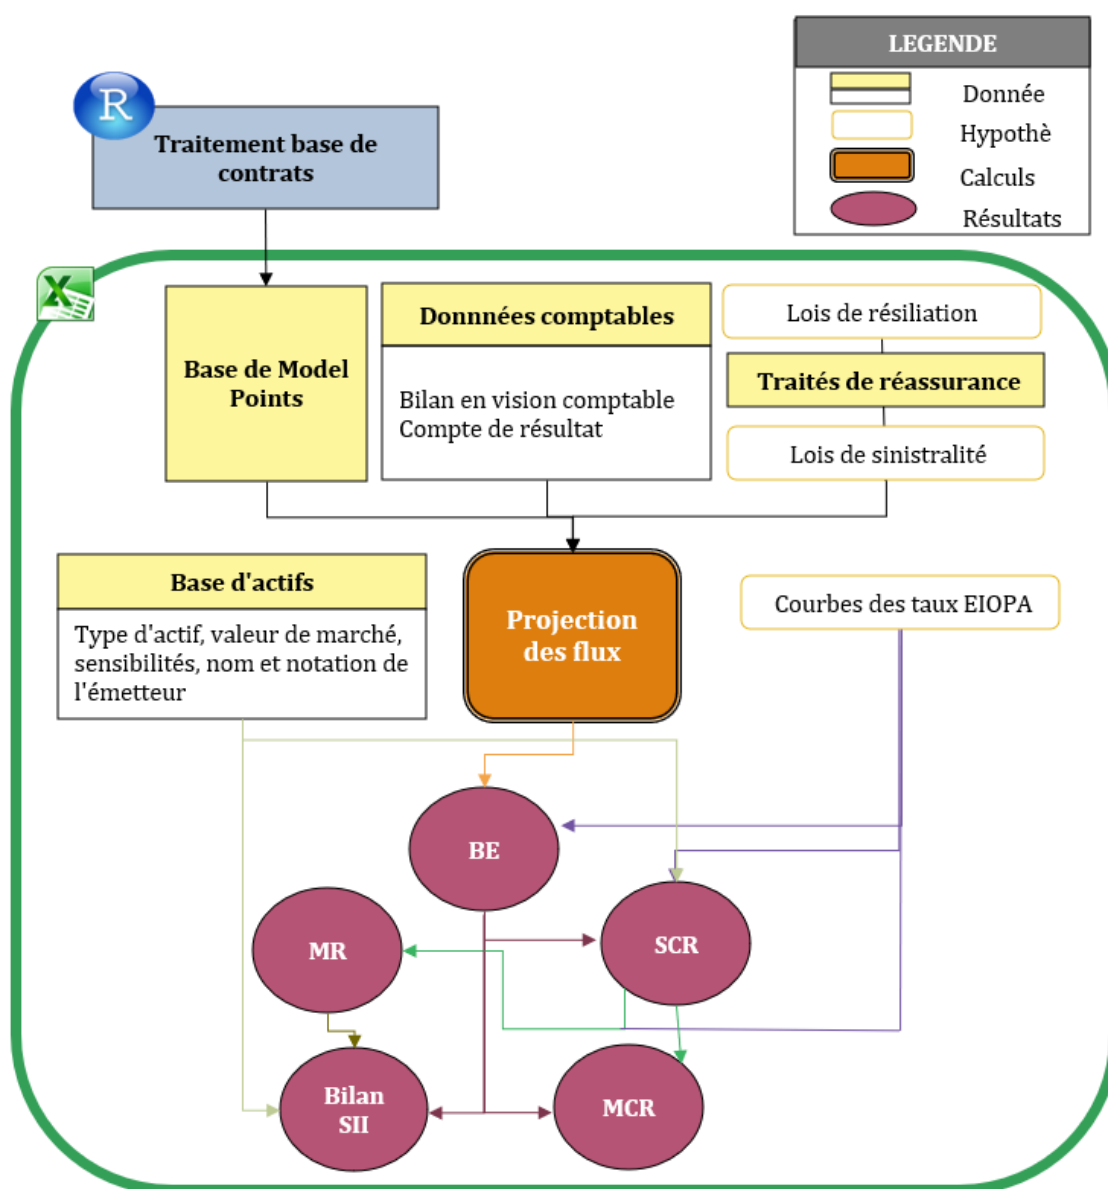 LEGENDE
Donnée
Hypothè
Calculs
Résultats
R
Traitement base de
contrats
X
Base de Model
Points
Donnnées comptables
Bilan en vision comptable
Compte de résultat
Lois de résiliation
Traités de réassurance
Lois de sinistralité
Base d'actifs
Type d'actif, valeur de marché,
sensibilités, nom et notation de
l'émetteur
Projection
des flux
Courbes des taux EIOPA
BE
MR
SCR
Bilan
SII
MCR